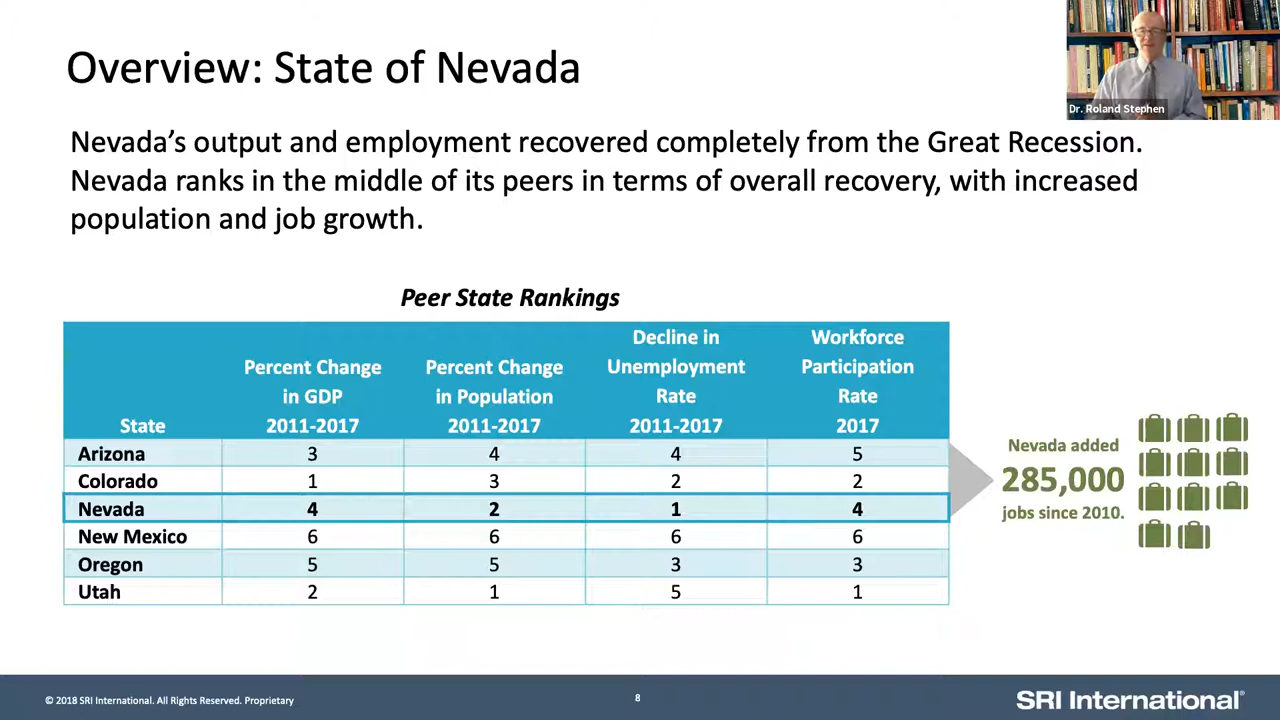 Overview: State of Nevada
Dr. Roland Stephen
Nevada’s output and employment recovered completely from the Great Recession.
Nevada ranks in the middle of its peers in terms of overall recovery, with increased
population and job growth.
Peer State Rankings
State Percent Change in GDP 2011-2017 Percent Change in Population 2011-2017 Decline in Unemployment Rate 2011-2017 Workforce Participation Rate 2017
Arizona 3 4 4 5
Colorado 1 3 2 2
Nevada 4 2 1 4
New Mexico 6 6 6 6
Oregon 5 5 3 3
Utah 2 1 5 1
Nevada added
285,000
jobs since 2010.
© 2018 SRI International. All Rights Reserved. Proprietary
8
SRI International®